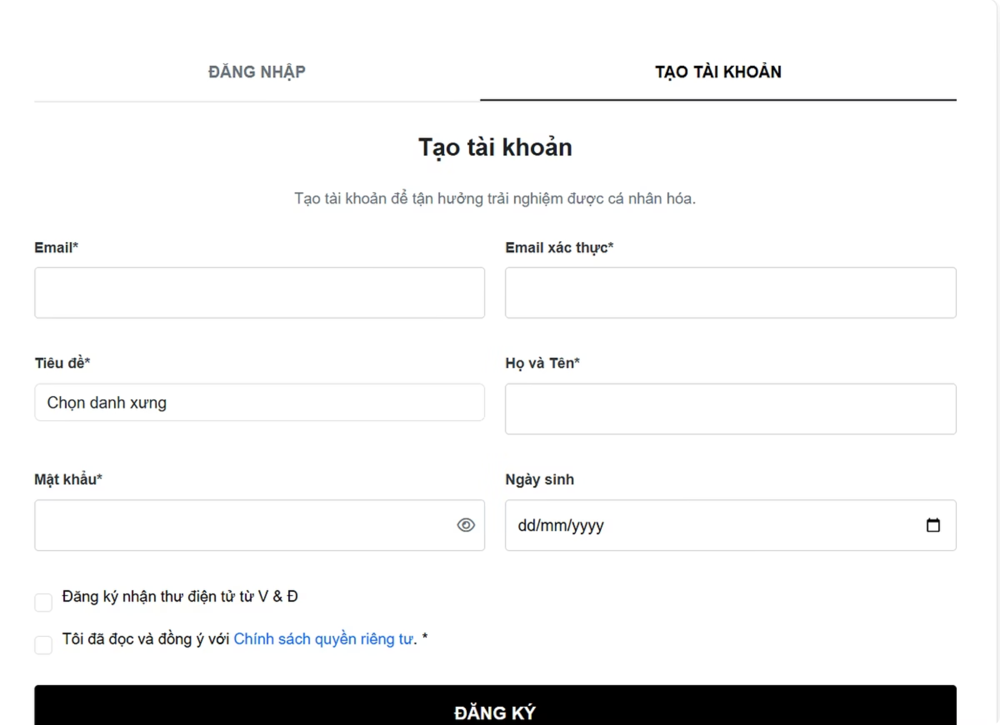 ĐĂNG NHẬP
TẠO TÀI KHOẢN
Tạo tài khoản
Tạo tài khoản để tận hưởng trải nghiệm được cá nhân hóa.
Email*
Email xác thực*
Tiêu đề*
Họ và Tên*
Chọn danh xưng
Mật khẩu*
Ngày sinh
dd/mm/yyyy
Đăng ký nhận thư điện tử từ V & Đ
Tôi đã đọc và đồng ý với Chính sách quyền riêng tư. *
ĐĂNG KÝ